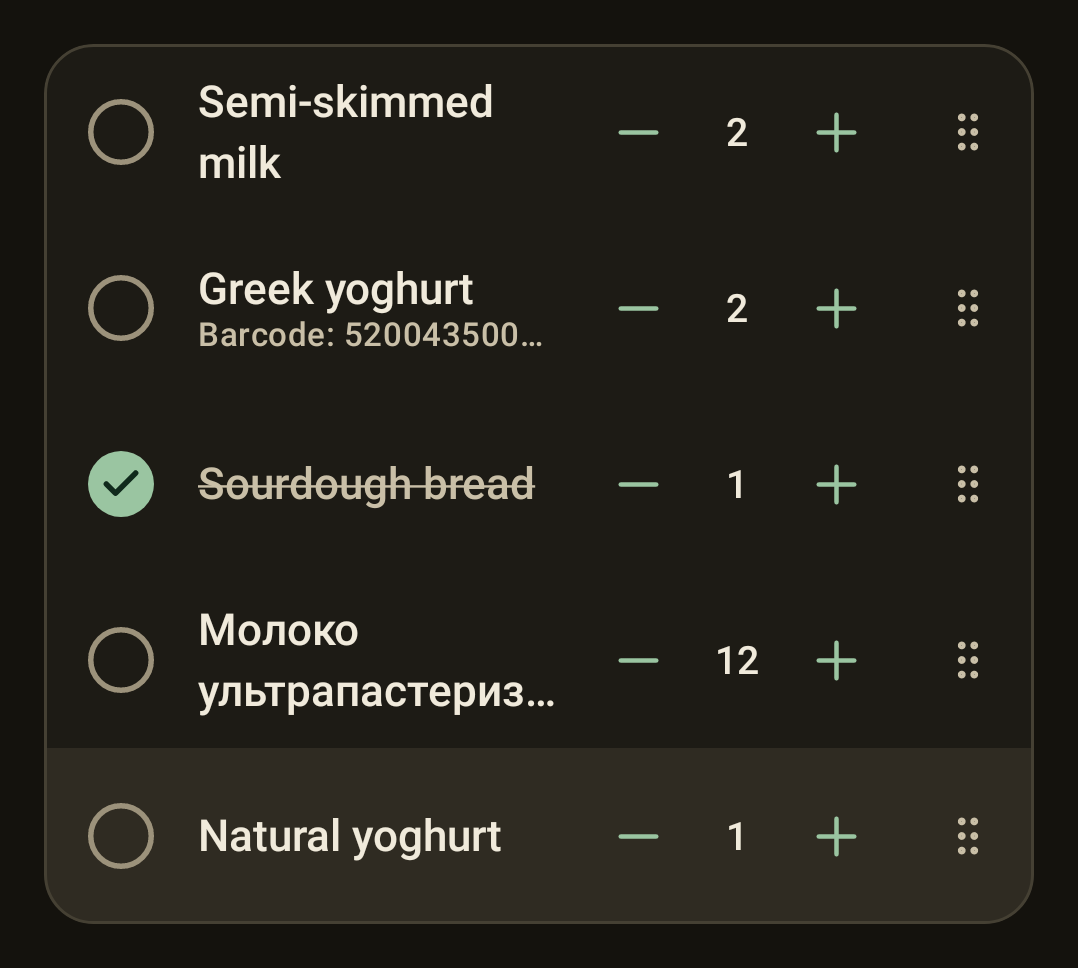 Semi-skimmed
milk
2
Greek yoghurt
Barcode: 520043500…
2
Sourdough bread
1
Молоко
ультрапастериз…
12
Natural yoghurt
1